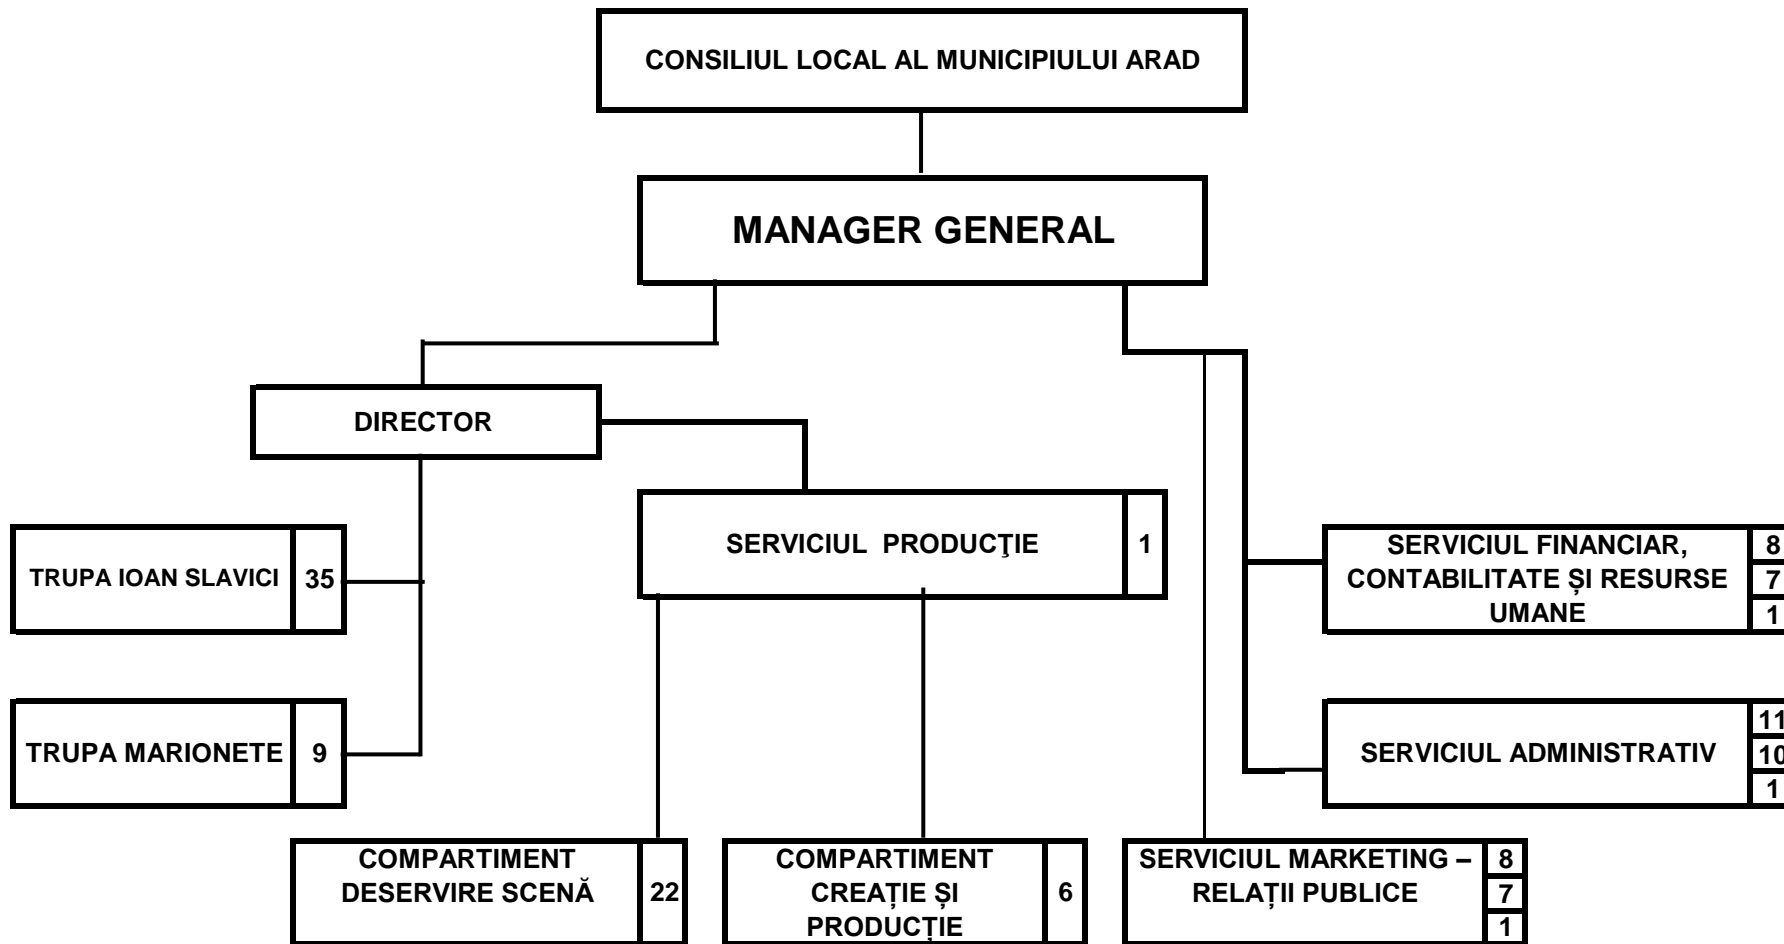 CONSILIUL LOCAL AL MUNICIPIULUI ARAD
MANAGER GENERAL
DIRECTOR
SERVICIUL PRODUCŢIE
1
TRUPA IOAN SLAVICI
35
SERVICIUL FINANCIAR,
CONTABILITATE ȘI RESURSE
UMANE
8
7
1
TRUPA MARIONETE
9
SERVICIUL ADMINISTRATIV
11
10
1
COMPARTIMENT
DESERVIRE SCENĂ
22
COMPARTIMENT
CREAȚIE ȘI
PRODUCȚIE
6
SERVICIUL MARKETING –
RELAȚII PUBLICE
8
7
1